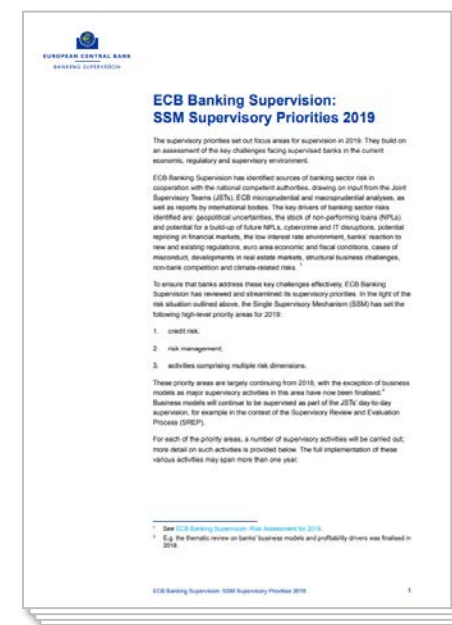 EUROPEAN CENTRAL BANK
BANKING SUPERVISION
ECB Banking Supervision:
SSM Supervisory Priorities 2019
The supervisory priorities set out focus areas for supervision in 2019. They build on
an assessment of the key challenges facing supervised banks in the current
economic, regulatory and supervisory environment.
ECB Banking Supervision has identified sources of banking sector risk in
cooperation with the national competent authorities, drawing on input from the Joint
Supervisory Teams (JSTs), ECB microprudential and macroprudential analyses, as
well as reports by international bodies. The key drivers of banking sector risks
identified are: geopolitical uncertainties, the stock of non-performing loans (NPLs)
and potential for a build-up of future NPLs, cybercrime and IT disruptions, potential
repricing in financial markets, the low interest rate environment, banks' reaction to
new and existing regulations, euro area economic and fiscal conditions, cases of
misconduct, developments in real estate markets, structural business challenges,
non-bank competition and climate-related risks. 1
To ensure that banks address these key challenges effectively, ECB Banking
Supervision has reviewed and streamlined its supervisory priorities. In the light of the
risk situation outlined above, the Single Supervisory Mechanism (SSM) has set the
following high-level priority areas for 2019:
1. credit risk;
2. risk management;
3. activities comprising multiple risk dimensions.
These priority areas are largely continuing from 2018, with the exception of business
models as major supervisory activities in this area have now been finalised.2
Business models will continue to be supervised as part of the JSTs' day-to-day
supervision, for example in the context of the Supervisory Review and Evaluation
Process (SREP).
For each of the priority areas, a number of supervisory activities will be carried out;
more detail on such activities is provided below. The full implementation of these
various activities may span more than one year.
1 See ECB Banking Supervision: Risk Assessment for 2019.
2 E.g. the thematic review on banks' business models and profitability drivers was finalised in
2018.
ECB Banking Supervision: SSM Supervisory Priorities 2019 1